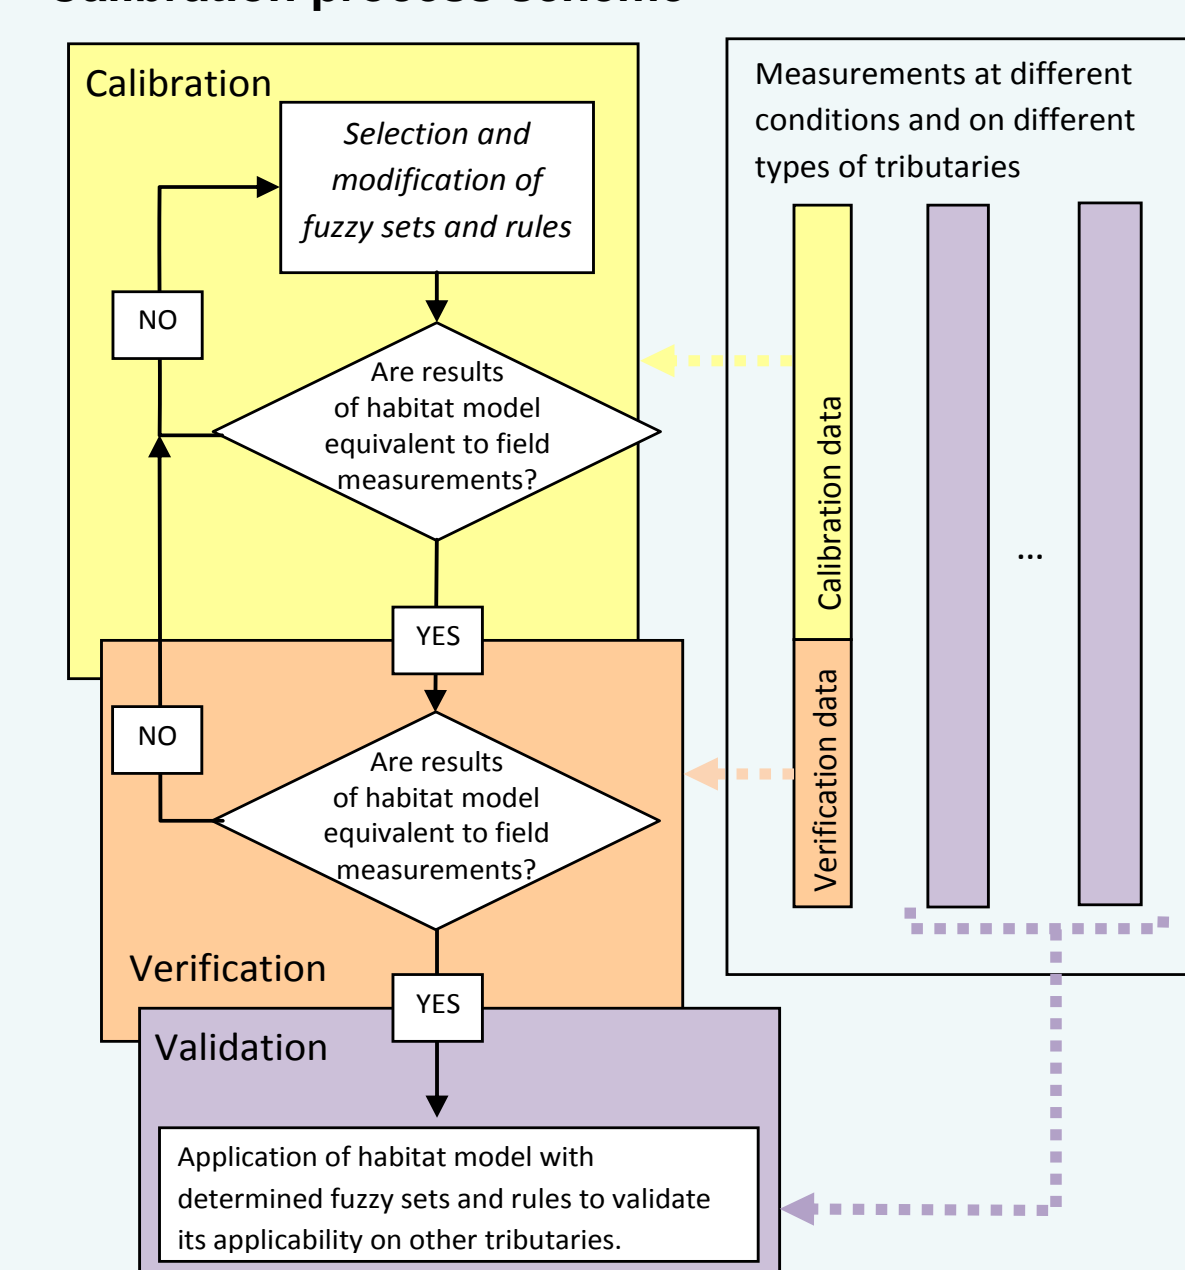 Calibration process scheme
Calibration
Selection and
modification of
fuzzy sets and rules
NO
Are results
of habitat model
equivalent to field
measurements?
YES
NO
Are results
of habitat model
equivalent to field
measurements?
Verification
YES
Validation
Application of habitat model with
determined fuzzy sets and rules to validate
its applicability on other tributaries.
Measurements at different
conditions and on different
types of tributaries
Calibration data
Verification data
...